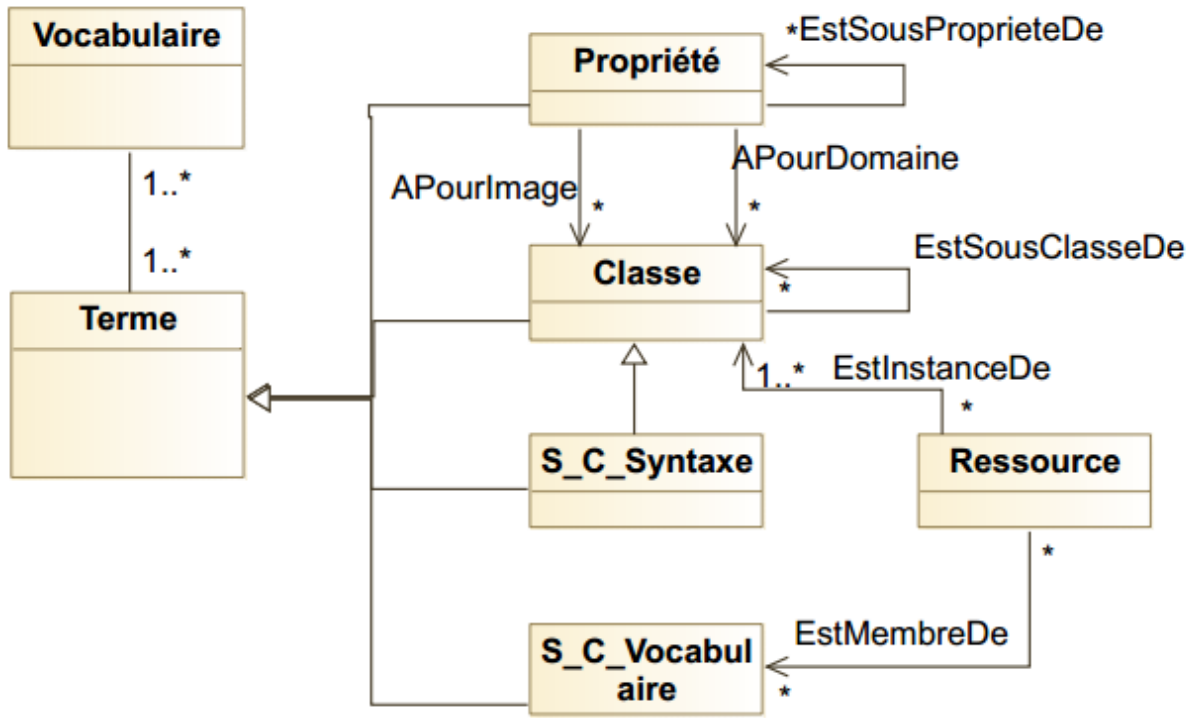 Vocabulaire
1..*
1..*
Terme
Propriété
*EstSousProprieteDe
APourImage
*
APourDomaine
*
Classe
EstSousClasseDe
*
1..*
EstInstanceDe
*
S_C_Syntaxe
Ressource
*
EstMembreDe
*
S_C_Vocabul
aire